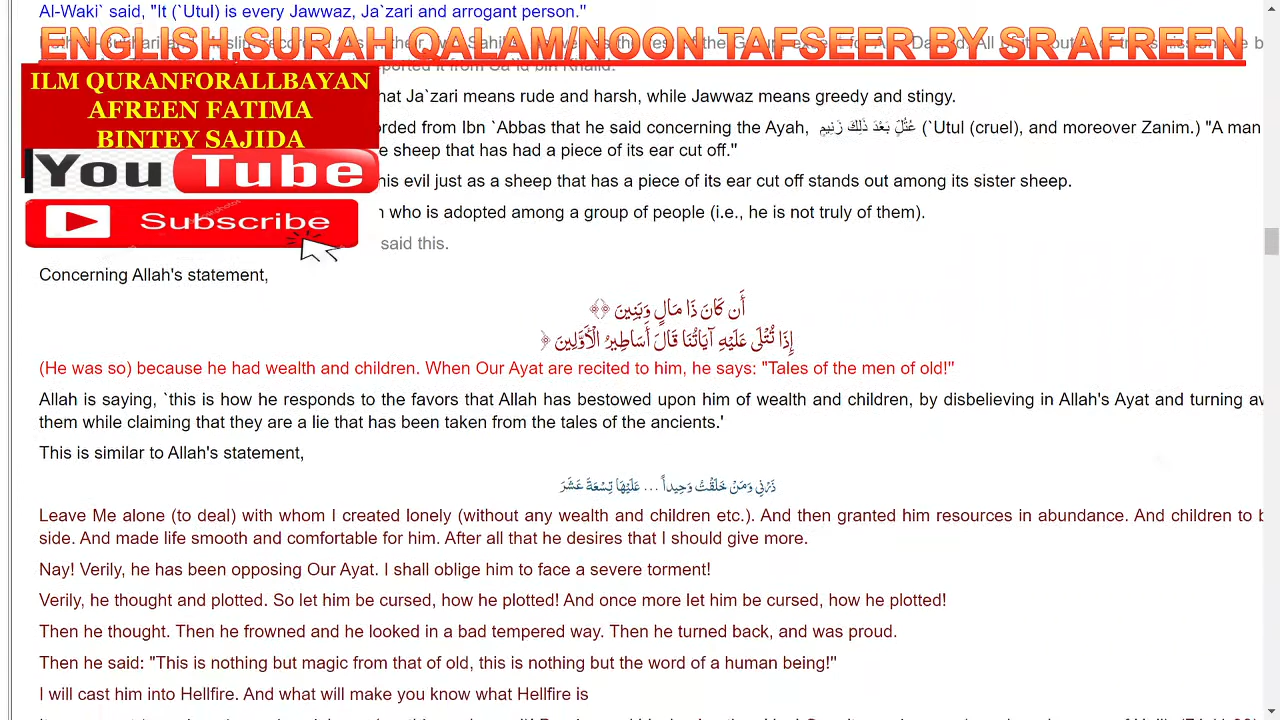 Al-Waki` said, "It (`Utul) is every Jawwaz, Ja`zari and arrogant person."
ENGLISH,SURAH QALAM/NOON TAFSEER BY SR AFREEN
ILM QURANFORALLBAYAN
AFREEN FATIMA
BINTEY SAJIDA
You Tube
Subscribe
hat Ja`zari means rude and harsh, while Jawwaz means greedy and stingy.
orded from Ibn `Abbas that he said concerning the Ayah, عُتُلٍّ بَعْدَ ذَلِكَ زَنِيمٍ (`Utul (cruel), and moreover Zanim.) "A man
e sheep that has had a piece of its ear cut off."
his evil just as a sheep that has a piece of its ear cut off stands out among its sister sheep.
who is adopted among a group of people (i.e., he is not truly of them).
said this.
Concerning Allah's statement,
أَن كَانَ ذَا مَالٍ وَبَنِينَ ﴿﴾
إِذَا تُتْلَى عَلَيْهِ آيَاتُنَا قَالَ أَسَاطِيرُ الْأَوَّلِينَ ﴿
(He was so) because he had wealth and children. When Our Ayat are recited to him, he says: "Tales of the men of old!"
Allah is saying, `this is how he responds to the favors that Allah has bestowed upon him of wealth and children, by disbelieving in Allah's Ayat and turning aw
them while claiming that they are a lie that has been taken from the tales of the ancients.'
This is similar to Allah's statement,
ذَرْنِي وَمَنْ خَلَقْتُ وَحِيداً ... عَلَيْهَا تِسْعَةَ عَشَرَ
Leave Me alone (to deal) with whom I created lonely (without any wealth and children etc.). And then granted him resources in abundance. And children to b
side. And made life smooth and comfortable for him. After all that he desires that I should give more.
Nay! Verily, he has been opposing Our Ayat. I shall oblige him to face a severe torment!
Verily, he thought and plotted. So let him be cursed, how he plotted! And once more let him be cursed, how he plotted!
Then he thought. Then he frowned and he looked in a bad tempered way. Then he turned back, and was proud.
Then he said: "This is nothing but magic from that of old, this is nothing but the word of a human being!"
I will cast him into Hellfire. And what will make you know what Hellfire is